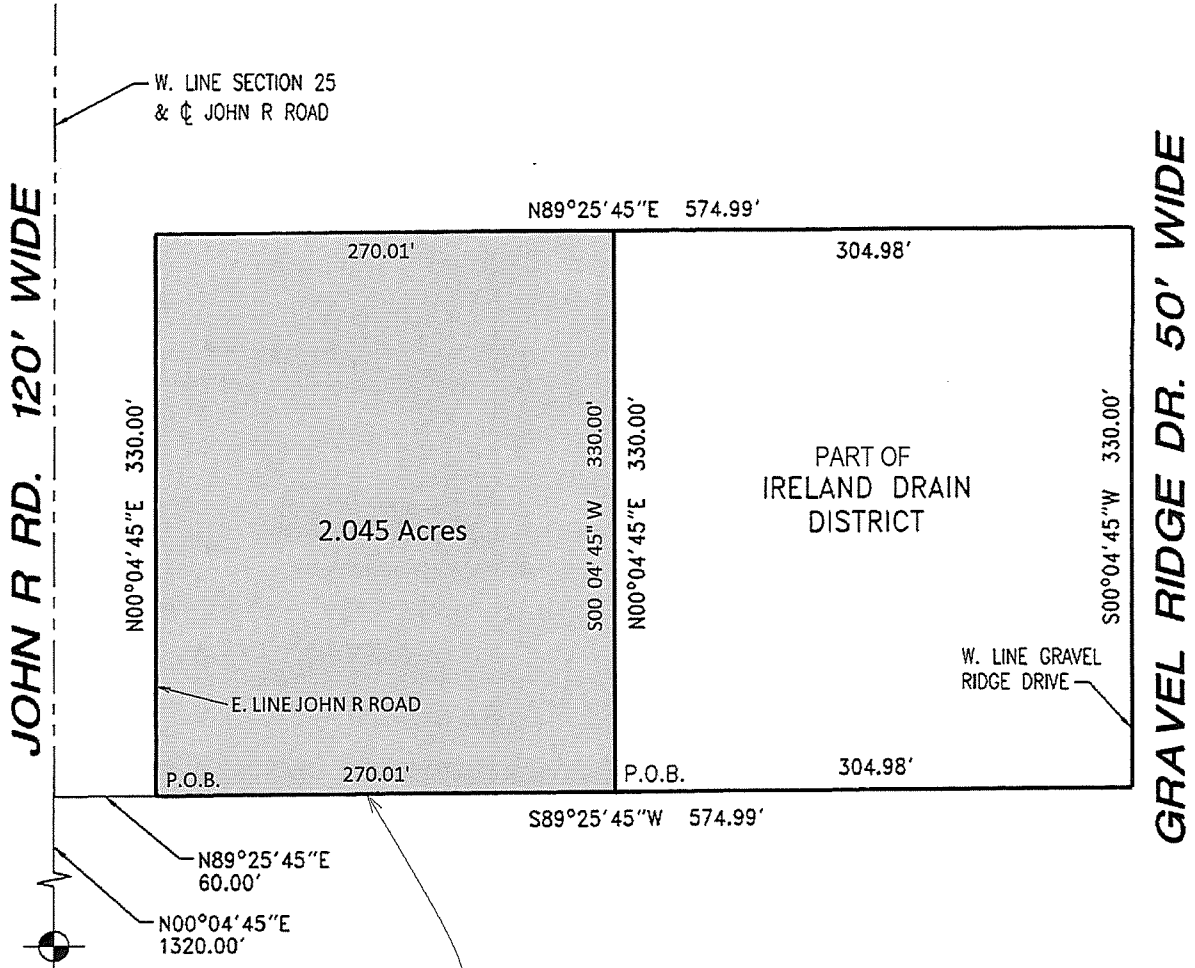 W. LINE SECTION 25
& ℄ JOHN R ROAD
JOHN R RD. 120' WIDE
GRAVEL RIDGE DR. 50' WIDE
N89°25'45"E 574.99'
270.01'
304.98'
N00°04'45"E 330.00'
S00 04'45" W 330.00'
N00°04'45"E 330.00'
S00°04'45"W 330.00'
2.045 Acres
PART OF
IRELAND DRAIN
DISTRICT
W. LINE GRAVEL
RIDGE DRIVE
E. LINE JOHN R ROAD
P.O.B.
270.01'
P.O.B.
304.98'
S89°25'45"W 574.99'
N89°25'45"E
60.00'
N00°04'45"E
1320.00'